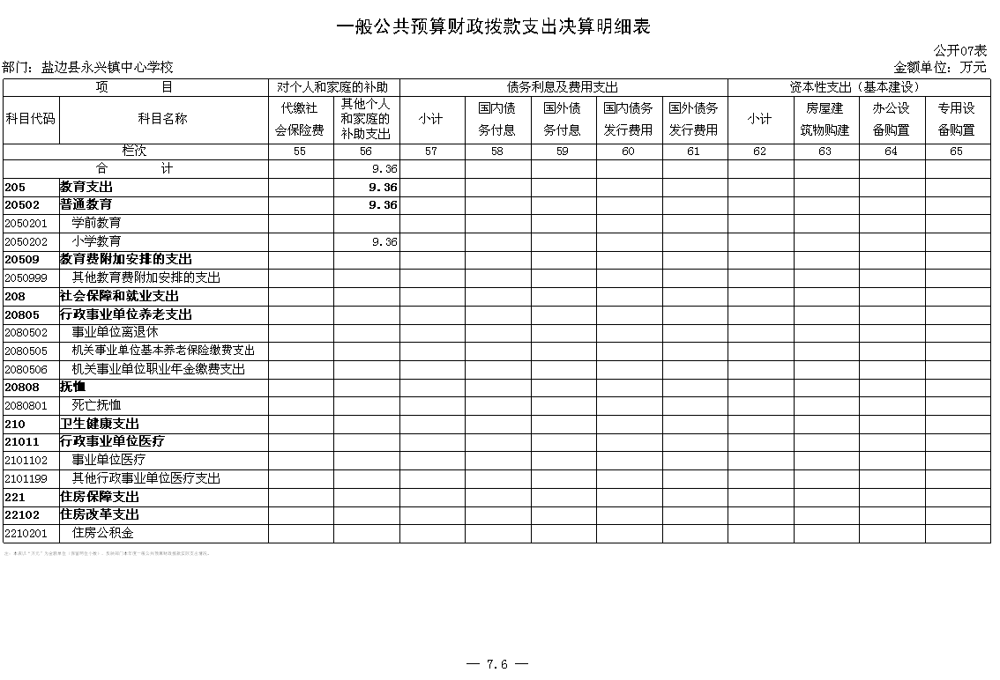 一般公共预算财政拨款支出决算明细表
公开07表
部门：盐边县永兴镇中心学校 金额单位：万元
项 目 对个人和家庭的补助 债务利息及费用支出 资本性支出（基本建设）
科目代码 科目名称 代缴社会保险费 其他个人和家庭的补助支出 小计 国内债务付息 国外债务付息 国内债务发行费用 国外债务发行费用 小计 房屋建筑物购建 办公设备购置 专用设备购置
栏次 55 56 57 58 59 60 61 62 63 64 65
合 计 9.36
205 教育支出 9.36
20502 普通教育 9.36
2050201 学前教育
2050202 小学教育 9.36
20509 教育费附加安排的支出
2050999 其他教育费附加安排的支出
208 社会保障和就业支出
20805 行政事业单位养老支出
2080502 事业单位离退休
2080505 机关事业单位基本养老保险缴费支出
2080506 机关事业单位职业年金缴费支出
20808 抚恤
2080801 死亡抚恤
210 卫生健康支出
21011 行政事业单位医疗
2101102 事业单位医疗
2101199 其他行政事业单位医疗支出
221 住房保障支出
22102 住房改革支出
2210201 住房公积金
— 7.6 —